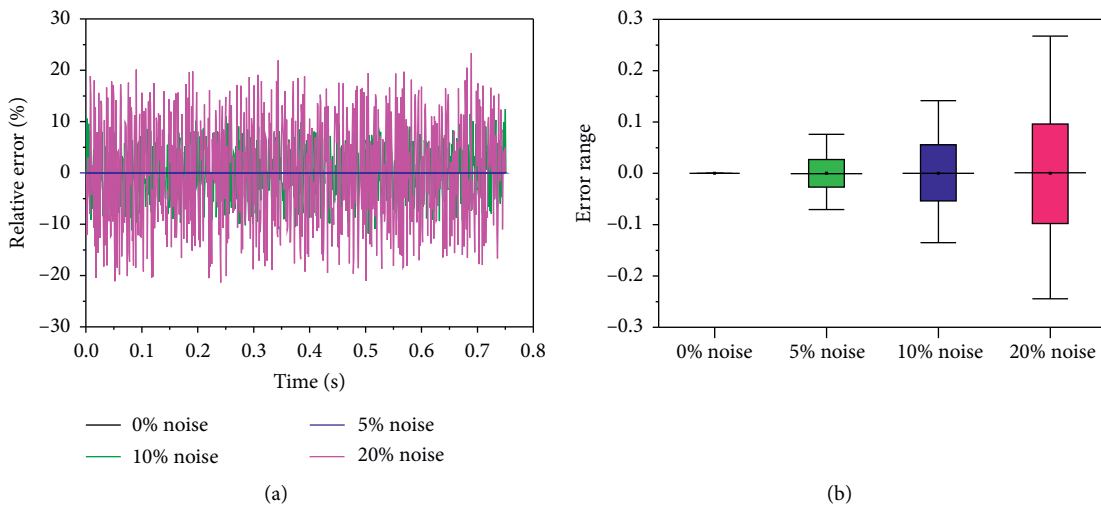 30
20
10
0
−10
−20
−30
Relative error (%)
0.0 0.1 0.2 0.3 0.4 0.5 0.6 0.7 0.8
Time (s)
0% noise
5% noise
10% noise
20% noise
(a)
0.3
0.2
0.1
0.0
−0.1
−0.2
−0.3
Error range
0% noise 5% noise 10% noise 20% noise
(b)